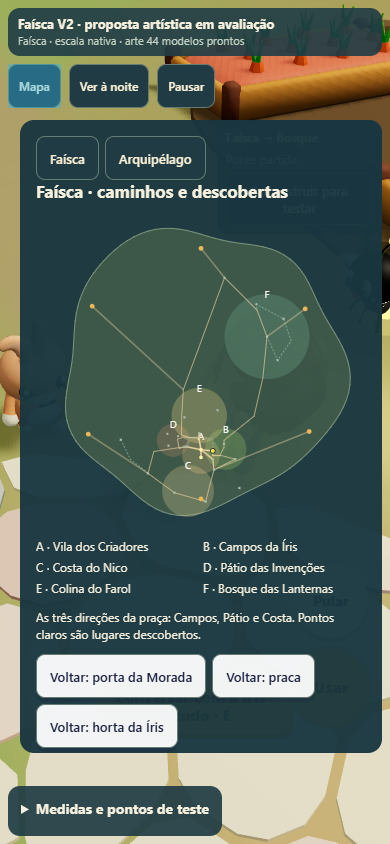 Faísca V2 · proposta artística em avaliação
Faísca · escala nativa · arte 44 modelos prontos
Mapa
Ver à noite
Pausar
Faísca
Arquipélago
Faísca · caminhos e descobertas
F
E
D
B
A
C
A · Vila dos Criadores
B · Campos da Íris
C · Costa do Nico
D · Pátio das Invenções
E · Colina do Farol
F · Bosque das Lanternas
As três direções da praça: Campos, Pátio e Costa. Pontos
claros são lugares descobertos.
Voltar: porta da Morada
Voltar: praca
Voltar: horta da Íris
▶ Medidas e pontos de teste